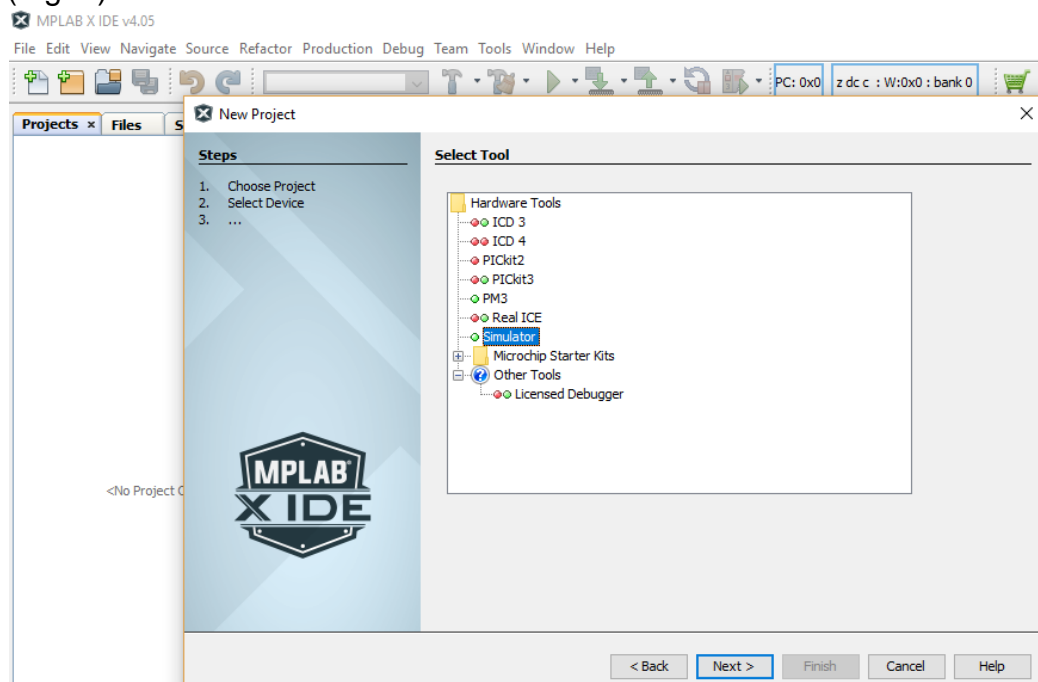 MPLAB X IDE v4.05
File Edit View Navigate Source Refactor Production Debug Team Tools Window Help
PC: 0x0 z dc c : W:0x0 : bank 0
Projects × Files S
New Project
Steps
1. Choose Project
2. Select Device
3. ...
Select Tool
Hardware Tools
ICD 3
ICD 4
PICkit2
PICkit3
PM3
Real ICE
Simulator
Microchip Starter Kits
Other Tools
Licensed Debugger
<No Project
MPLAB
X IDE
< Back Next > Finish Cancel Help